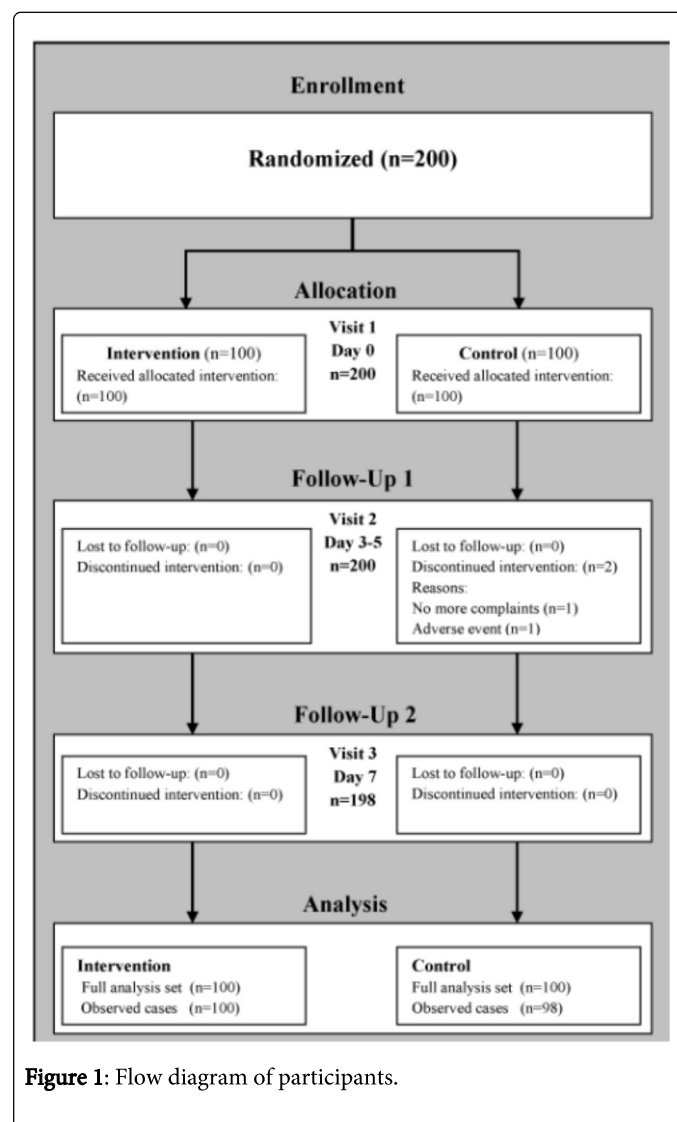 Enrollment
Randomized (n=200)
Allocation
Visit 1
Day 0
n=200
Intervention (n=100)
Received allocated intervention:
(n=100)
Control (n=100)
Received allocated intervention:
(n=100)
Follow-Up 1
Visit 2
Day 3-5
n=200
Lost to follow-up: (n=0)
Discontinued intervention: (n=0)
Lost to follow-up: (n=0)
Discontinued intervention: (n=2)
Reasons:
No more complaints (n=1)
Adverse event (n=1)
Follow-Up 2
Visit 3
Day 7
n=198
Lost to follow-up: (n=0)
Discontinued intervention: (n=0)
Lost to follow-up: (n=0)
Discontinued intervention: (n=0)
Analysis
Intervention
Full analysis set (n=100)
Observed cases (n=100)
Control
Full analysis set (n=100)
Observed cases (n=98)
Figure 1: Flow diagram of participants.